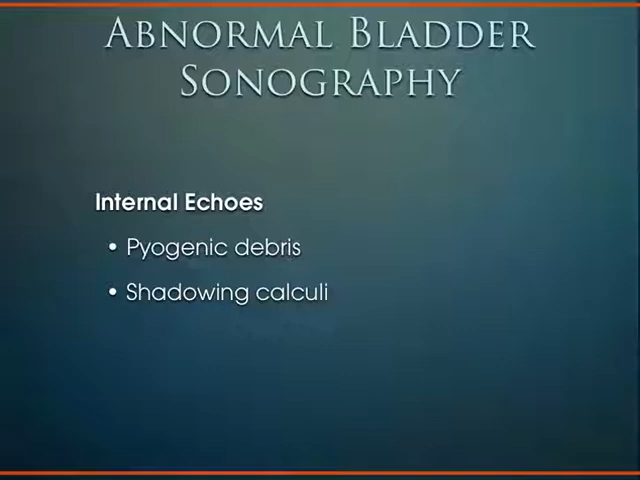 Abnormal Bladder
Sonography
Internal Echoes
• Pyogenic debris
• Shadowing calculi